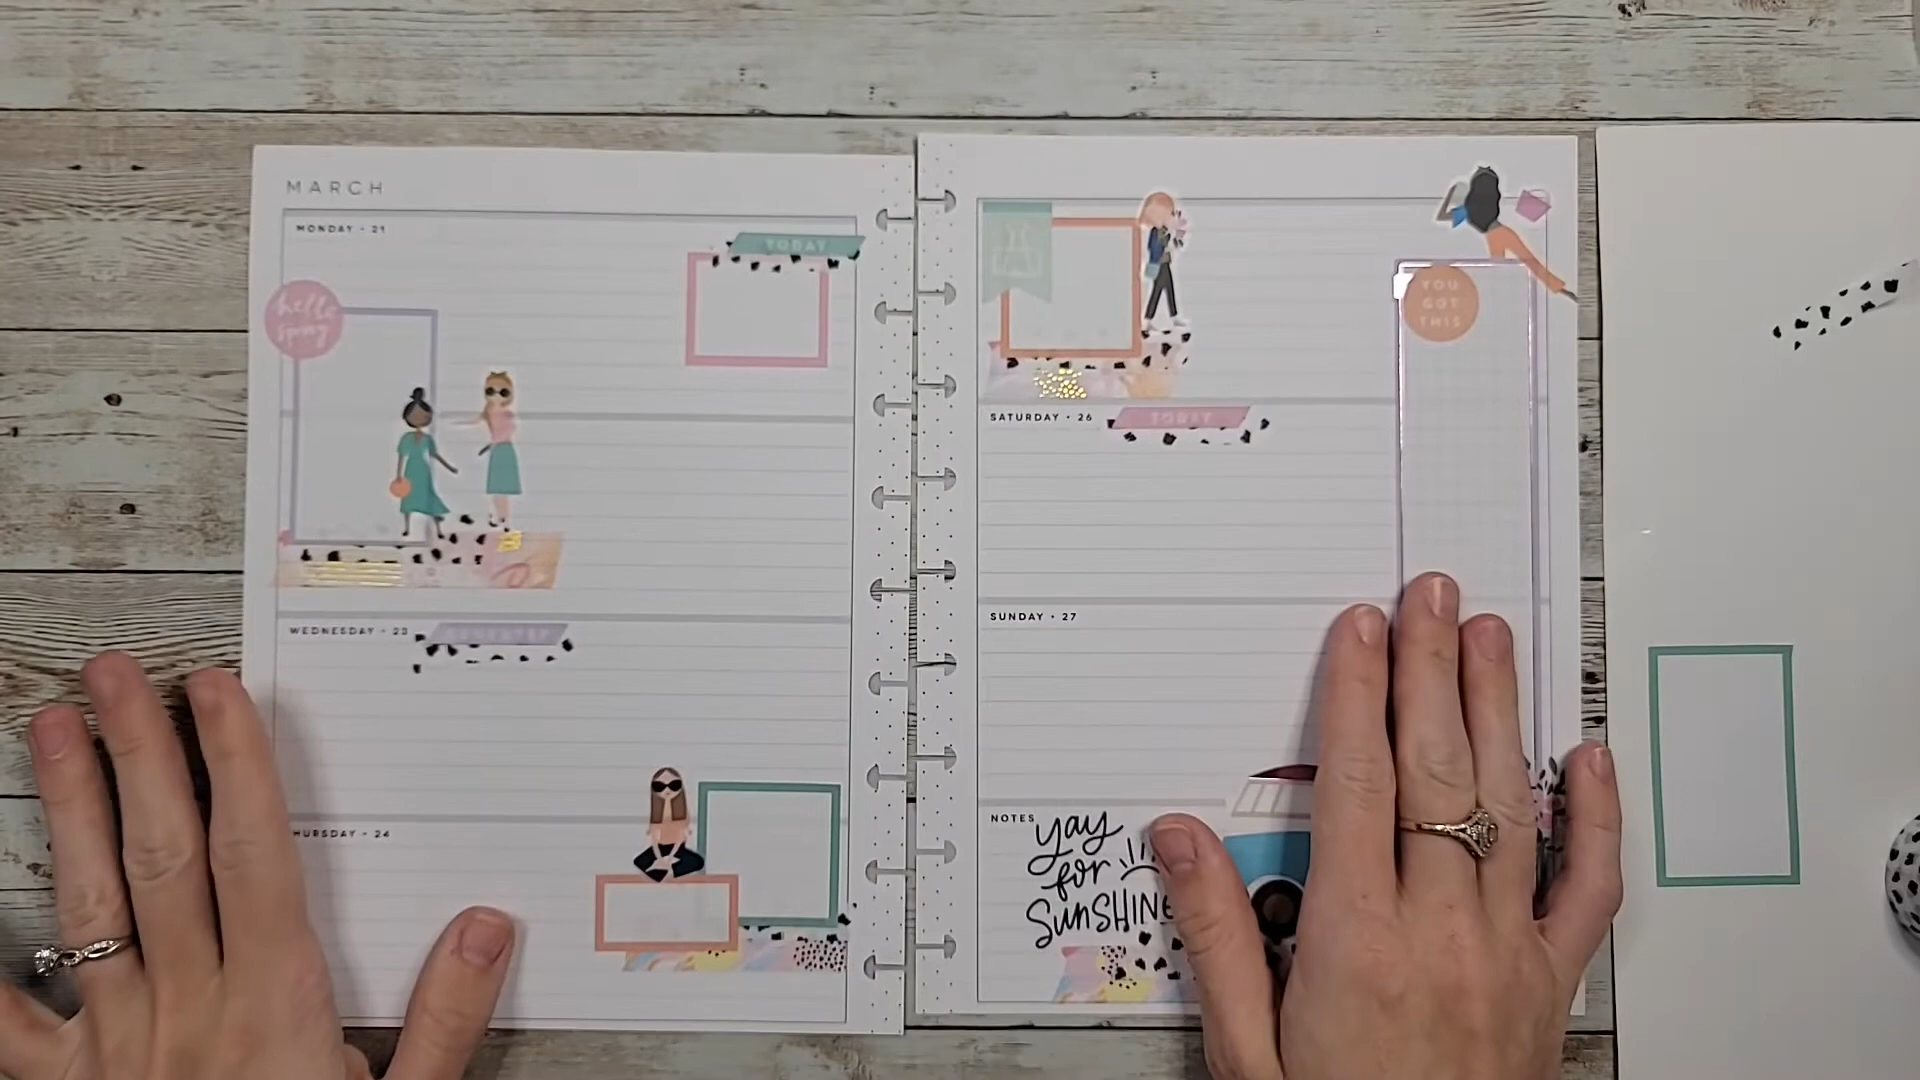 MARCH
MONDAY • 21
TODAY
hello
spring
WEDNESDAY • 23
THURSDAY • 24
YOU
GOT
THIS
SATURDAY • 26
TODAY
SUNDAY • 27
NOTES
yay
for
SunSHINE